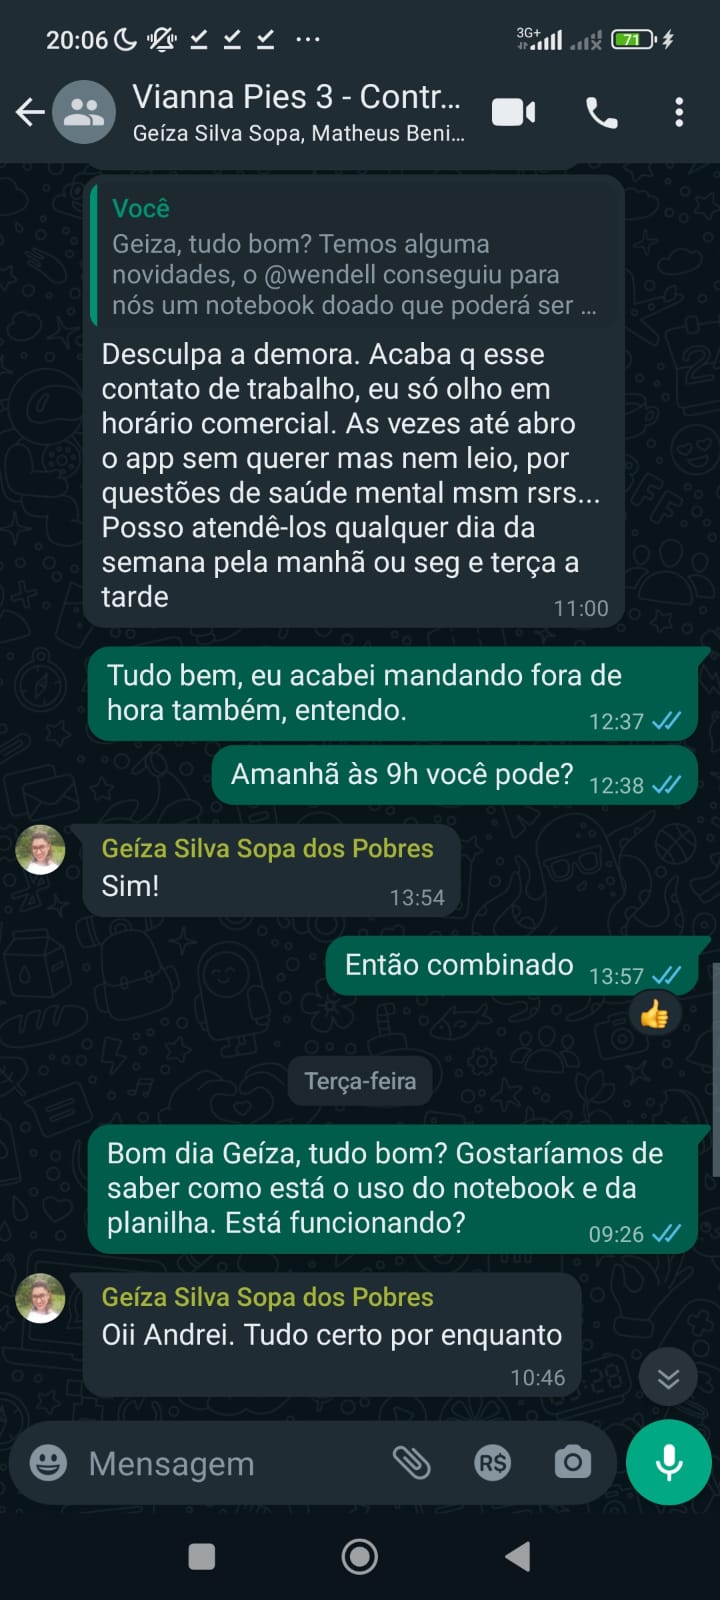 20:06
3G+
71
Vianna Pies 3 - Contr...
Geíza Silva Sopa, Matheus Beni...
Você
Geiza, tudo bom? Temos alguma
novidades, o @wendell conseguiu para
nós um notebook doado que poderá ser ...
Desculpa a demora. Acaba q esse
contato de trabalho, eu só olho em
horário comercial. As vezes até abro
o app sem querer mas nem leio, por
questões de saúde mental msm rsrs...
Posso atendê-los qualquer dia da
semana pela manhã ou seg e terça a
tarde
11:00
Tudo bem, eu acabei mandando fora de
hora também, entendo.
12:37
Amanhã às 9h você pode?
12:38
Geíza Silva Sopa dos Pobres
Sim!
13:54
Então combinado
13:57
Terça-feira
Bom dia Geíza, tudo bom? Gostaríamos de
saber como está o uso do notebook e da
planilha. Está funcionando?
09:26
Geíza Silva Sopa dos Pobres
Oii Andrei. Tudo certo por enquanto
10:46
Mensagem
R$